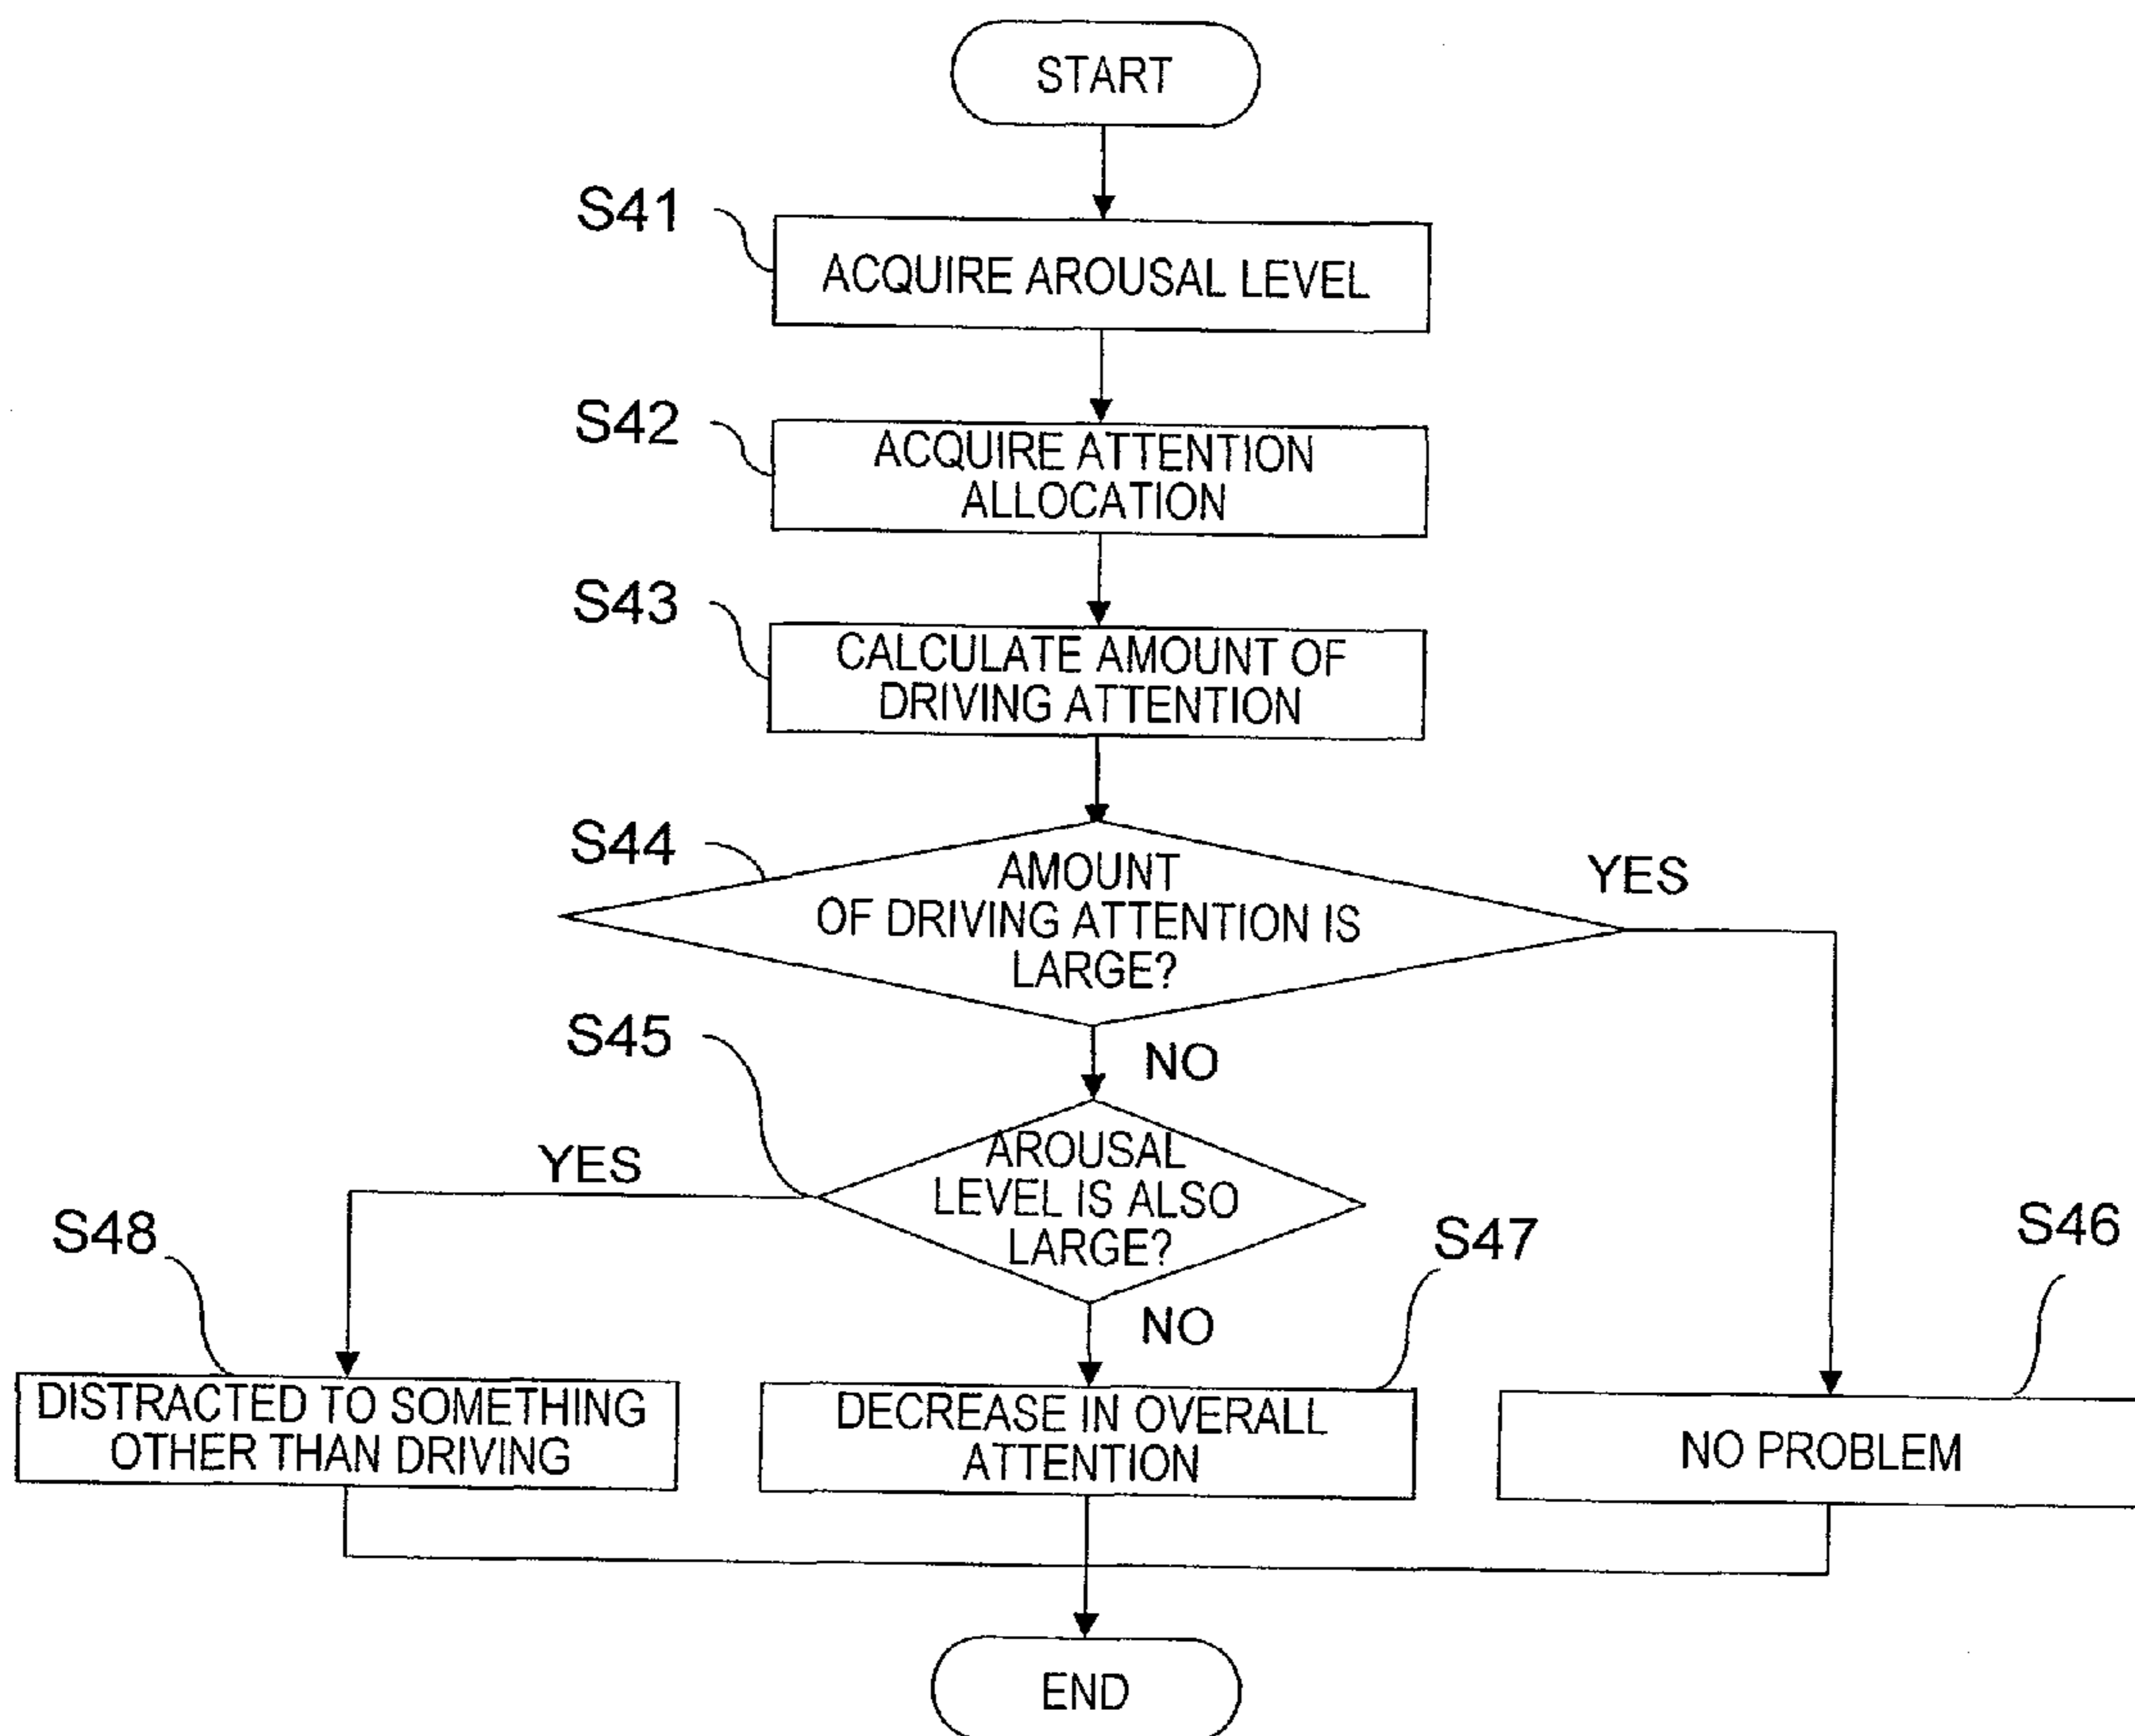 START
S41
ACQUIRE AROUSAL LEVEL
S42
ACQUIRE ATTENTION
ALLOCATION
S43
CALCULATE AMOUNT OF
DRIVING ATTENTION
S44
AMOUNT
OF DRIVING ATTENTION IS
LARGE?
YES
NO
S45
AROUSAL
LEVEL IS ALSO
LARGE?
YES
NO
S48
DISTRACTED TO SOMETHING
OTHER THAN DRIVING
S47
DECREASE IN OVERALL
ATTENTION
S46
NO PROBLEM
END